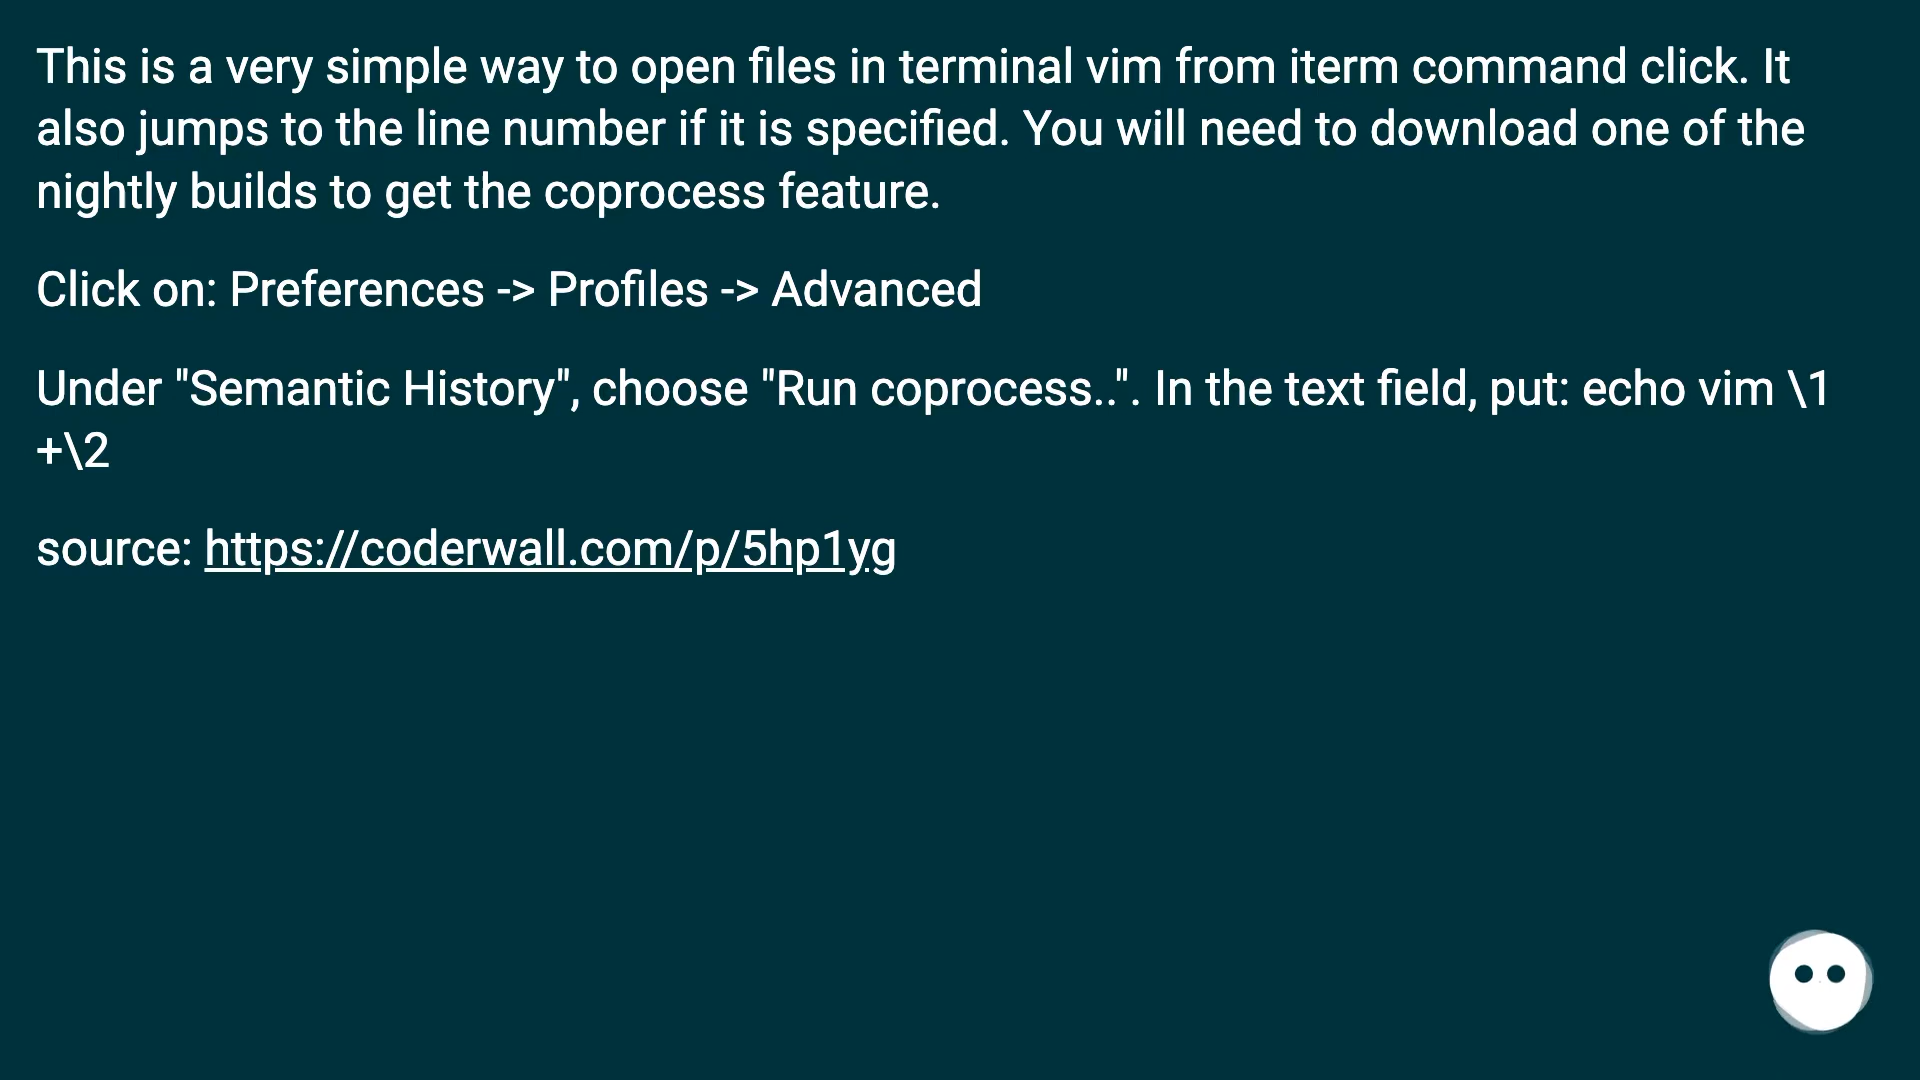 This is a very simple way to open files in terminal vim from iterm command click. It
also jumps to the line number if it is specified. You will need to download one of the
nightly builds to get the coprocess feature.
Click on: Preferences -> Profiles -> Advanced
Under "Semantic History", choose "Run coprocess..". In the text field, put: echo vim \1
+\2
source: https://coderwall.com/p/5hp1yg